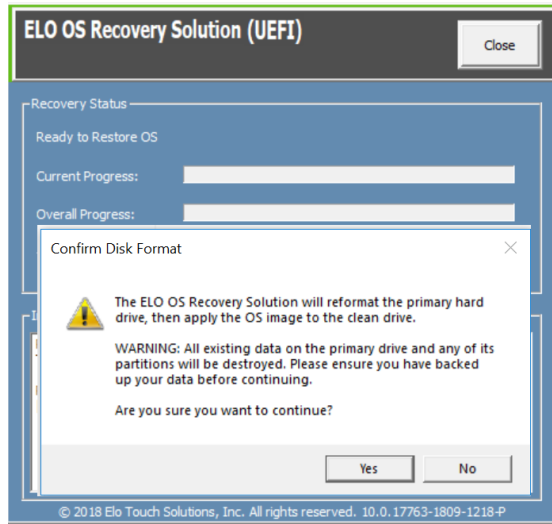 ELO OS Recovery Solution (UEFI)
Close
Recovery Status
Ready to Restore OS
Current Progress:
Overall Progress:
Confirm Disk Format
The ELO OS Recovery Solution will reformat the primary hard
drive, then apply the OS image to the clean drive.
WARNING: All existing data on the primary drive and any of its
partitions will be destroyed. Please ensure you have backed
up your data before continuing.
Are you sure you want to continue?
Yes
No
© 2018 Elo Touch Solutions, Inc. All rights reserved. 10.0.17763-1809-1218-P